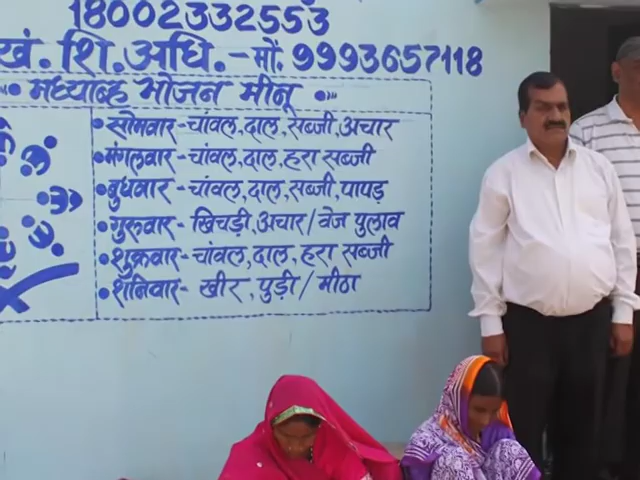 18002332553
खं. शि. अधि. - मों: 9993657118
मध्यान्ह भोजन मीनू
• सोमवार - चांवल, दाल, सब्जी, अचार
• मंगलवार - चांवल, दाल, हरा सब्जी
• बुधवार - चांवल, दाल, सब्जी, पापड़
• गुरुवार - खिचड़ी, अचार / वेज पुलाव
• शुक्रवार - चांवल, दाल, हरा सब्जी
• शनिवार - खीर, पुड़ी / मीठा